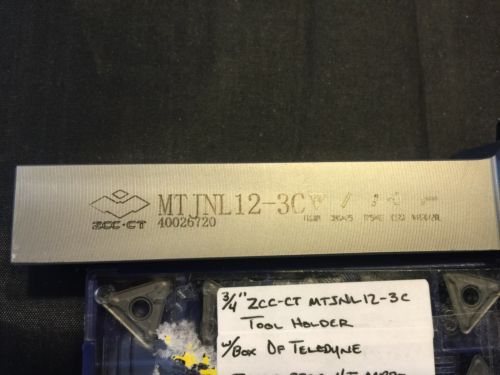 MTJNL12-3C
ZCC-CT 40026720
3/4" ZCC-CT MTJNL12-3C
TOOL HOLDER
W/BOX OF TELEDYNE